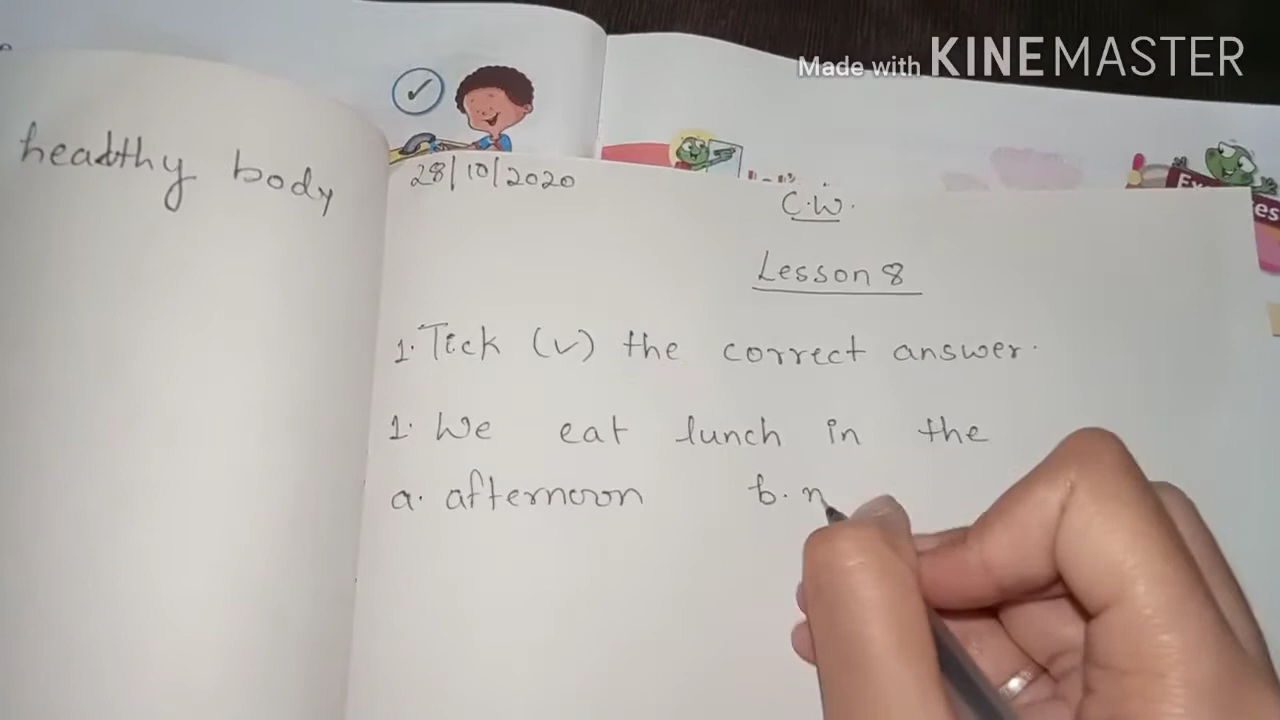 Made with KINEMASTER
healthy body
28/10/2020
C.W.
Lesson 8
1. Tick (✓) the correct answer.
1. We eat lunch in the
a. afternoon b. n